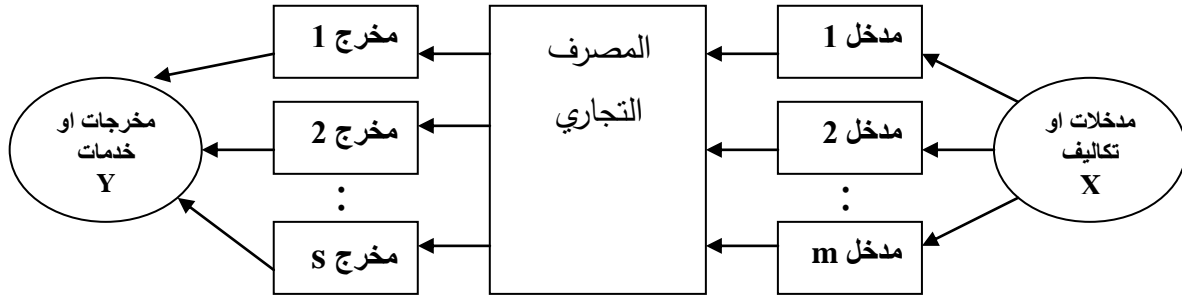 مدخلات او
تكاليف
X
مدخل 1
مدخل 2
:
مدخل m
المصرف
التجاري
مخرج 1
مخرج 2
:
مخرج s
مخرجات او
خدمات
Y